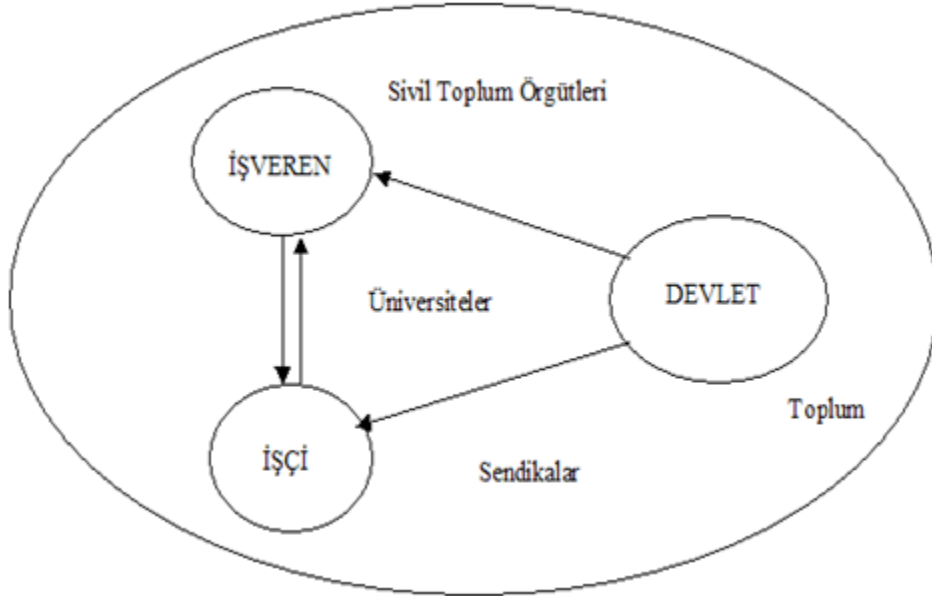 Sivil Toplum Örgütleri
İŞVEREN
Üniversiteler
DEVLET
Toplum
İŞÇİ
Sendikalar